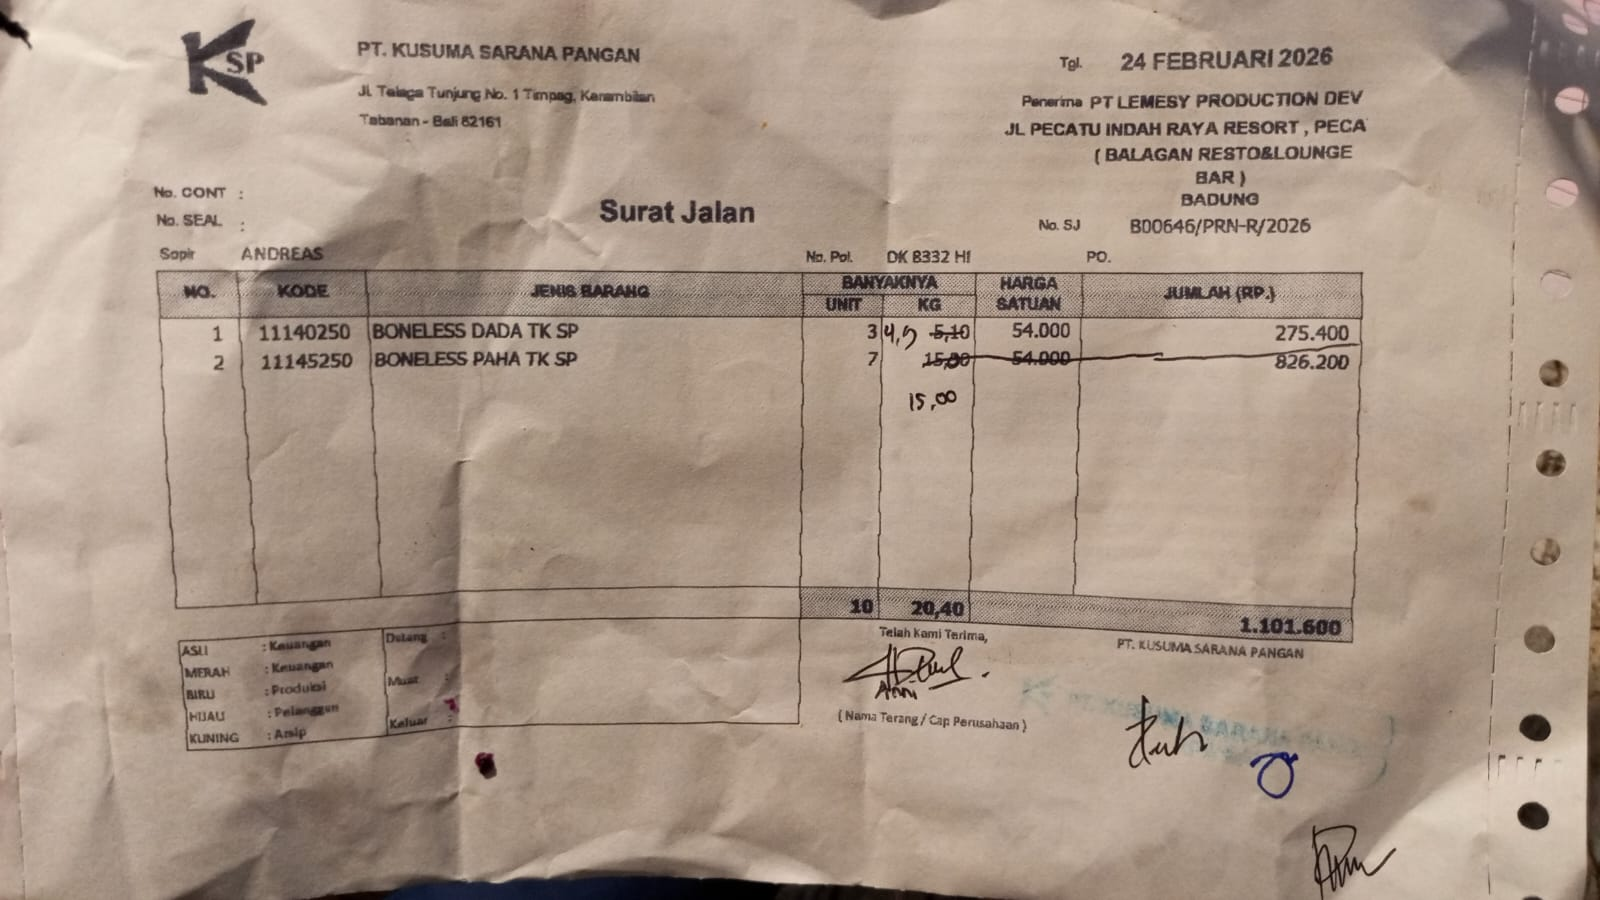 KSP
PT. KUSUMA SARANA PANGAN
Jl. Telaga Tunjung No. 1 Timpag, Kerambitan
Tabanan - Bali 82161
Tgl. 24 FEBRUARI 2026
Penerima PT LEMESY PRODUCTION DEV
JL PECATU INDAH RAYA RESORT , PECA
( BALAGAN RESTO&LOUNGE
BAR )
BADUNG
No. CONT :
No. SEAL :
Surat Jalan
No. SJ B00646/PRN-R/2026
Sopir ANDREAS
No. Pol. DK 8332 HI
PO.
NO. KODE JENIS BARANG BANYAKNYA HARGA SATUAN JUMLAH (RP.)
UNIT KG
1 11140250 BONELESS DADA TK SP 3 4,5 5,10 54.000 275.400
2 11145250 BONELESS PAHA TK SP 7 54.000 826.200
15,00
10 20,40 1.101.600
ASLI : Keuangan
MERAH : Keuangan
BIRU : Produksi
HIJAU : Pelanggan
KUNING : Arsip
Datang :
Muat :
Keluar :
Telah Kami Terima,
( Nama Terang / Cap Perusahaan )
PT. KUSUMA SARANA PANGAN